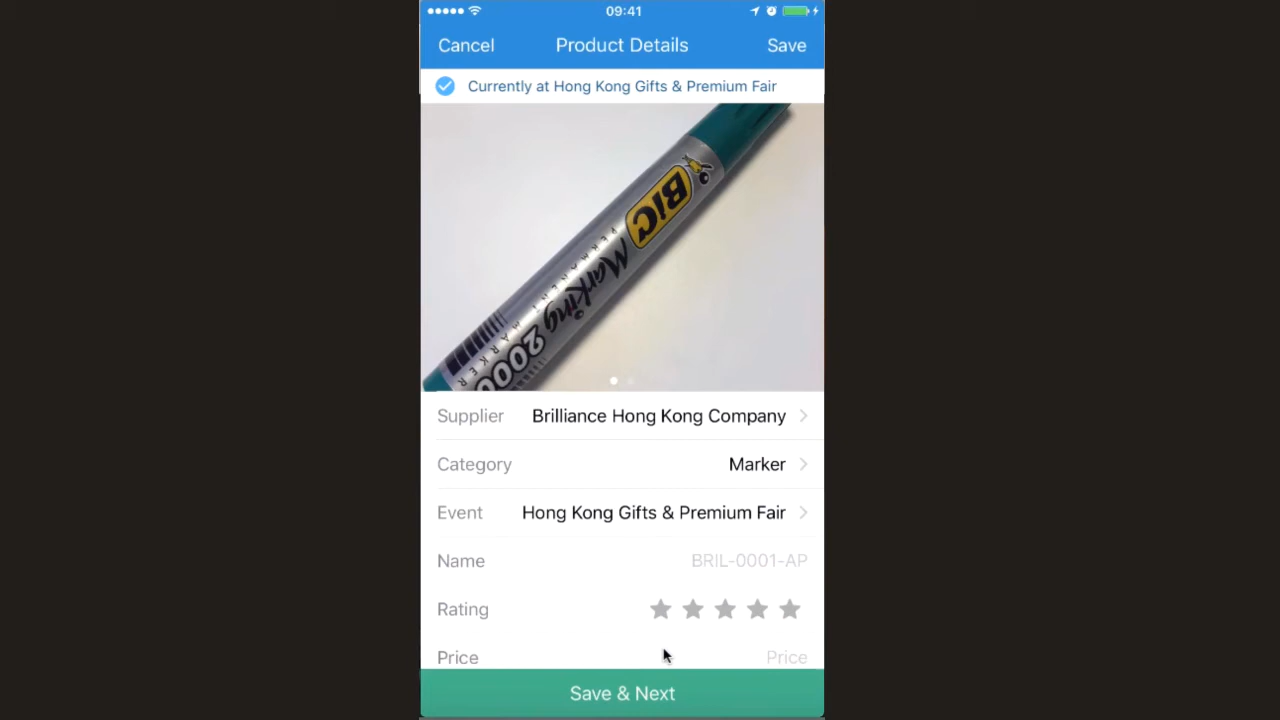 09:41
Cancel Product Details Save
Currently at Hong Kong Gifts & Premium Fair
BIC
Marking 2000
PERMANENT MARKER
Supplier Brilliance Hong Kong Company
Category Marker
Event Hong Kong Gifts & Premium Fair
Name BRIL-0001-AP
Rating
Price Price
Save & Next